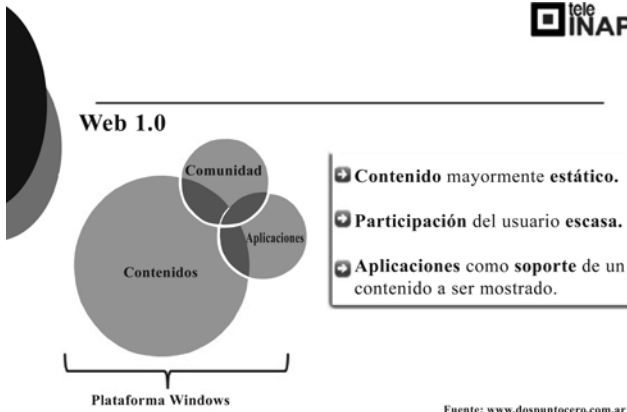 tele
INAP
Web 1.0
Comunidad
Aplicaciones
Contenidos
Contenido mayormente estático.
Participación del usuario escasa.
Aplicaciones como soporte de un
contenido a ser mostrado.
Plataforma Windows
Fuente: www.dospuntocero.com.ar